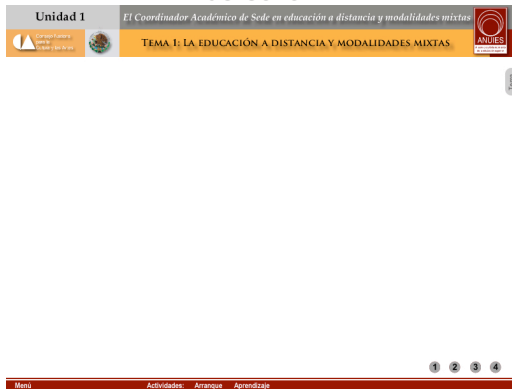 Unidad 1
El Coordinador Académico de Sede en educación a distancia y modalidades mixtas
TEMA 1: LA EDUCACIÓN A DISTANCIA Y MODALIDADES MIXTAS
ANUIES
1 2 3 4
Menú
Actividades: Arranque Aprendizaje